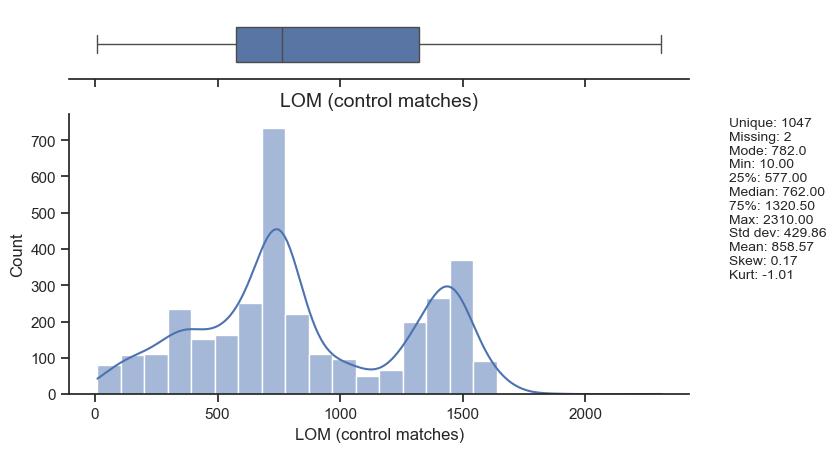 LOM (control matches)
700
600
500
400
300
200
100
0
Count
0 500 1000 1500 2000
LOM (control matches)
Unique: 1047
Missing: 2
Mode: 782.0
Min: 10.00
25%: 577.00
Median: 762.00
75%: 1320.50
Max: 2310.00
Std dev: 429.86
Mean: 858.57
Skew: 0.17
Kurt: -1.01